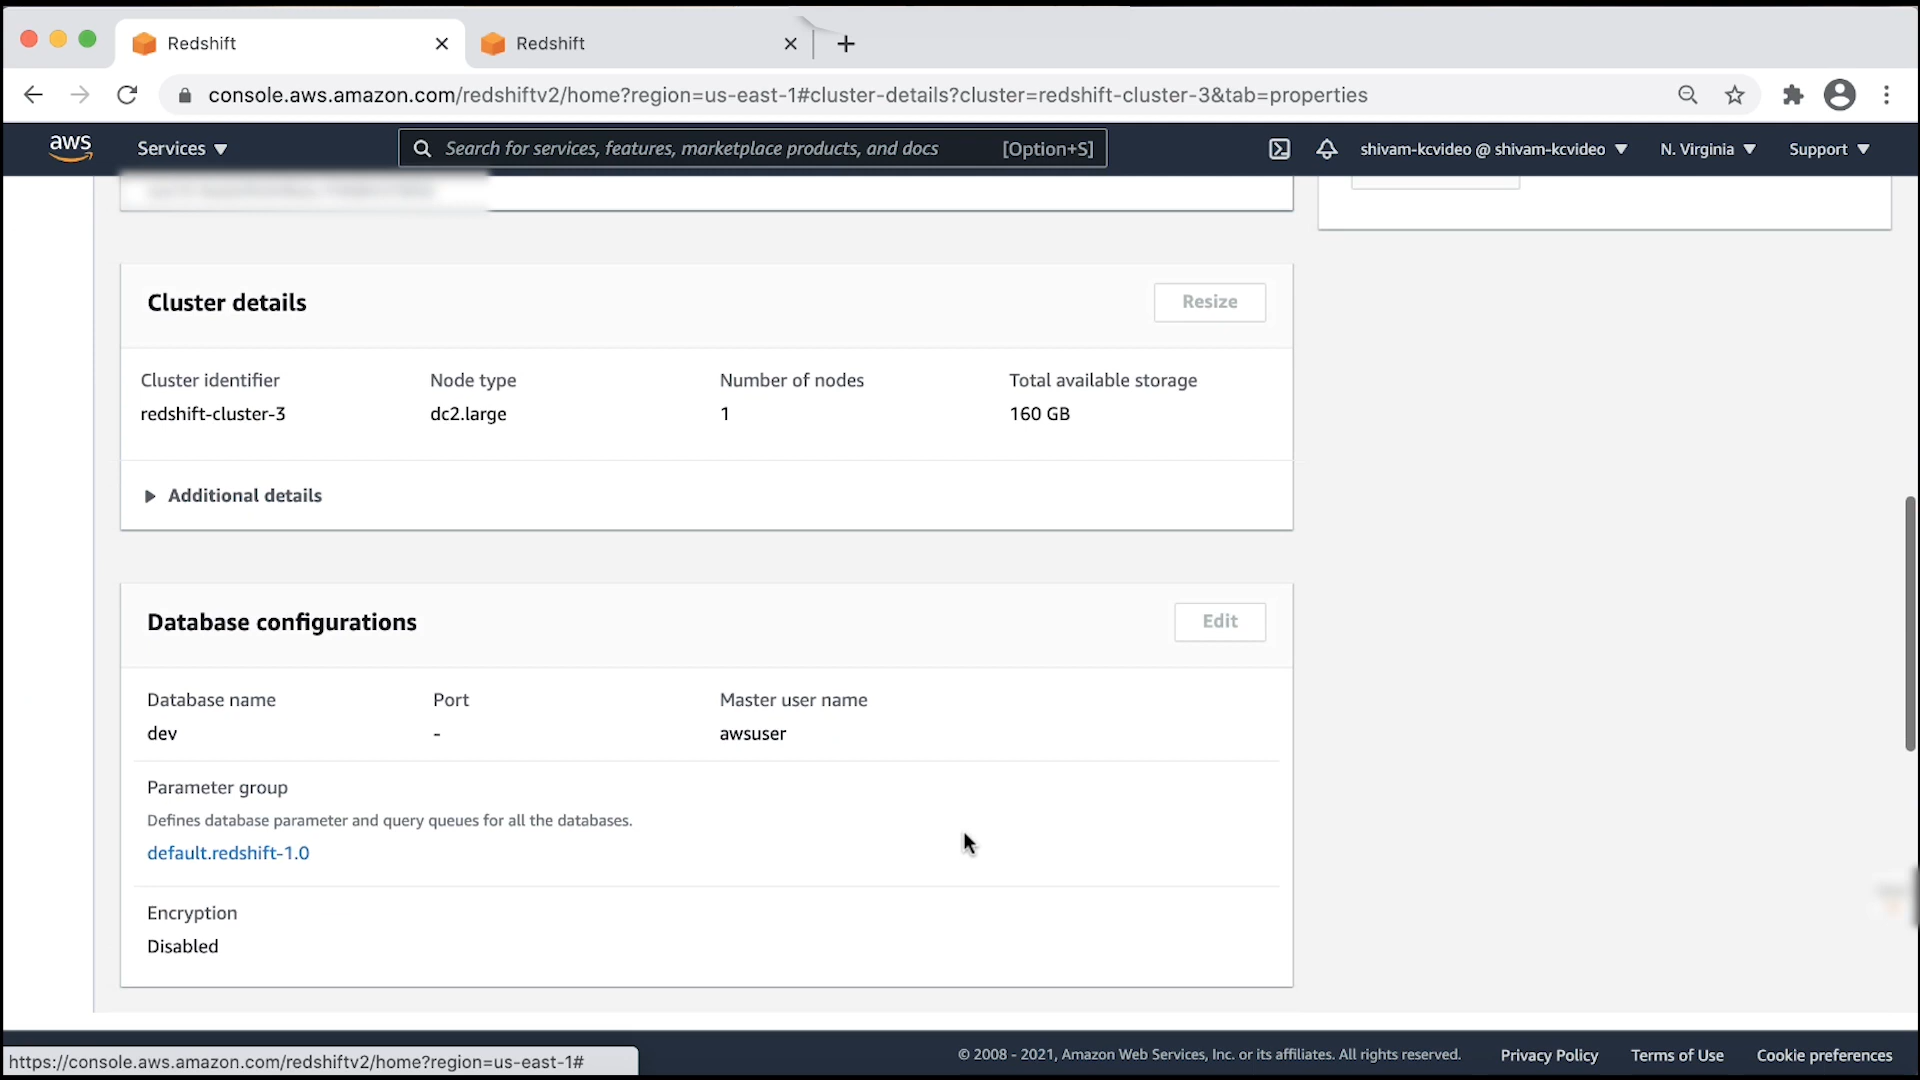 Redshift
Redshift
console.aws.amazon.com/redshiftv2/home?region=us-east-1#cluster-details?cluster=redshift-cluster-3&tab=properties
aws
Services
Search for services, features, marketplace products, and docs [Option+S]
shivam-kcvideo @ shivam-kcvideo
N. Virginia
Support
Cluster details
Resize
Cluster identifier Node type Number of nodes Total available storage
redshift-cluster-3 dc2.large 1 160 GB
Additional details
Database configurations
Edit
Database name Port Master user name
dev - awsuser
Parameter group
Defines database parameter and query queues for all the databases.
default.redshift-1.0
Encryption
Disabled
https://console.aws.amazon.com/redshiftv2/home?region=us-east-1#
© 2008 - 2021, Amazon Web Services, Inc. or its affiliates. All rights reserved. Privacy Policy Terms of Use Cookie preferences